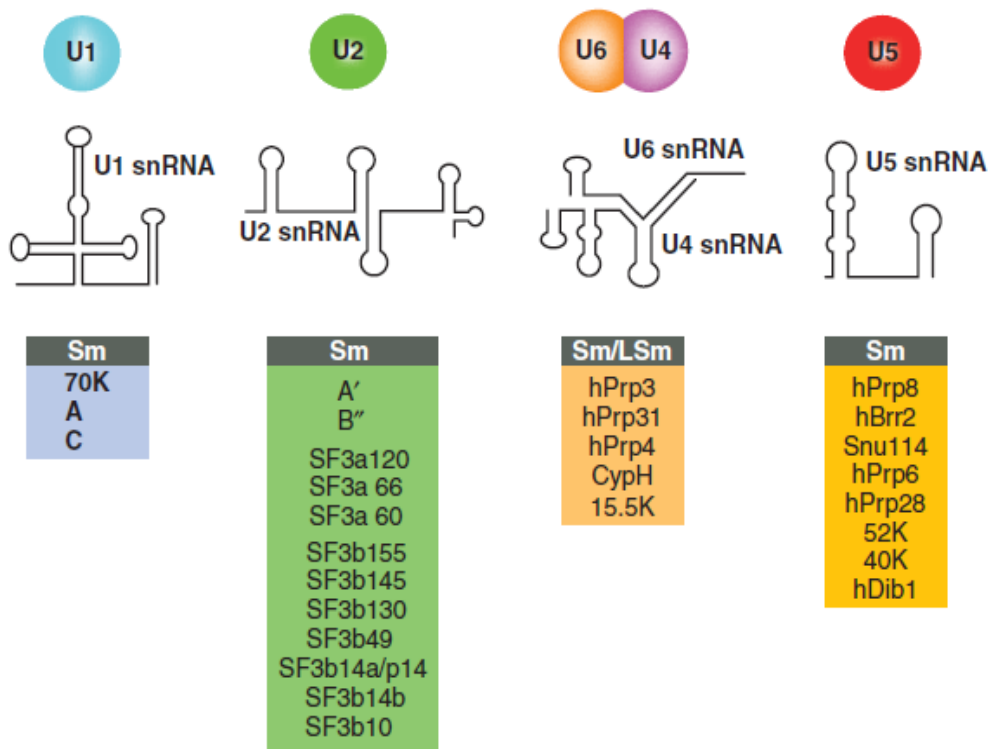 U1
U2
U6
U4
U5
U1 snRNA
U2 snRNA
U6 snRNA
U4 snRNA
U5 snRNA
Sm
70K
A
C
Sm
A′
B″
SF3a120
SF3a 66
SF3a 60
SF3b155
SF3b145
SF3b130
SF3b49
SF3b14a/p14
SF3b14b
SF3b10
Sm/LSm
hPrp3
hPrp31
hPrp4
CypH
15.5K
Sm
hPrp8
hBrr2
Snu114
hPrp6
hPrp28
52K
40K
hDib1